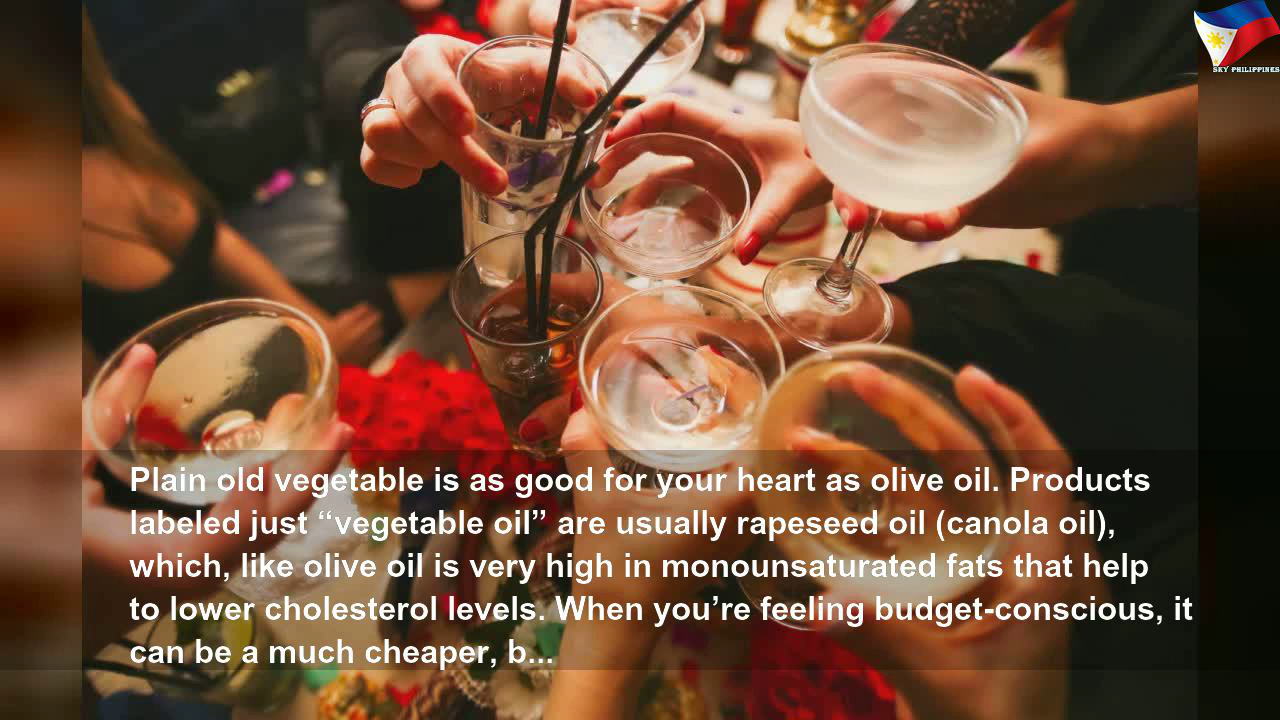 SKY PHILIPPINES
Plain old vegetable is as good for your heart as olive oil. Products
labeled just “vegetable oil” are usually rapeseed oil (canola oil),
which, like olive oil is very high in monounsaturated fats that help
to lower cholesterol levels. When you’re feeling budget-conscious, it
can be a much cheaper, b...